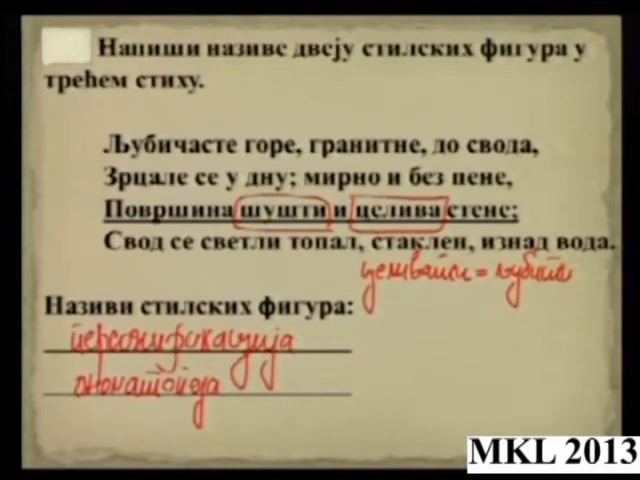 Напиши називе двеју стилских фигура у
трећем стиху.
Љубичасте горе, гранитне, до свода,
Зрцале се у дну; мирно и без пене,
Површина шушти и целива стене;
Свод се светли топал, стаклен, изнад вода.
целивати = љубити
Називи стилских фигура:
персонификација
ономатопеја
MKL 2013